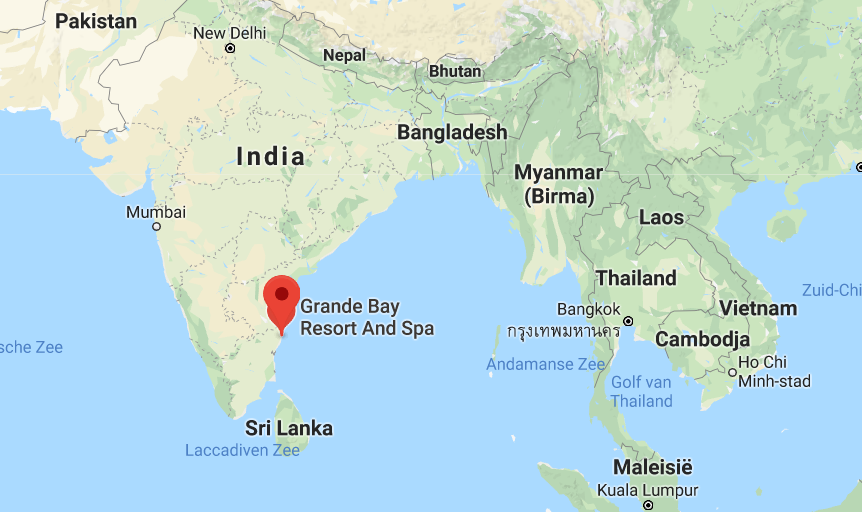 Pakistan
New Delhi
Nepal
Bhutan
Bangladesh
India
Myanmar
(Birma)
Laos
Mumbai
Thailand
Zuid-Chi
Grande Bay
Resort And Spa
Bangkok
กรุงเทพมหานคร
Vietnam
Cambodja
sche Zee
Andamanse Zee
Ho Chi
Minh-stad
Golf van
Thailand
Sri Lanka
Laccadiven Zee
Maleisië
Kuala Lumpur